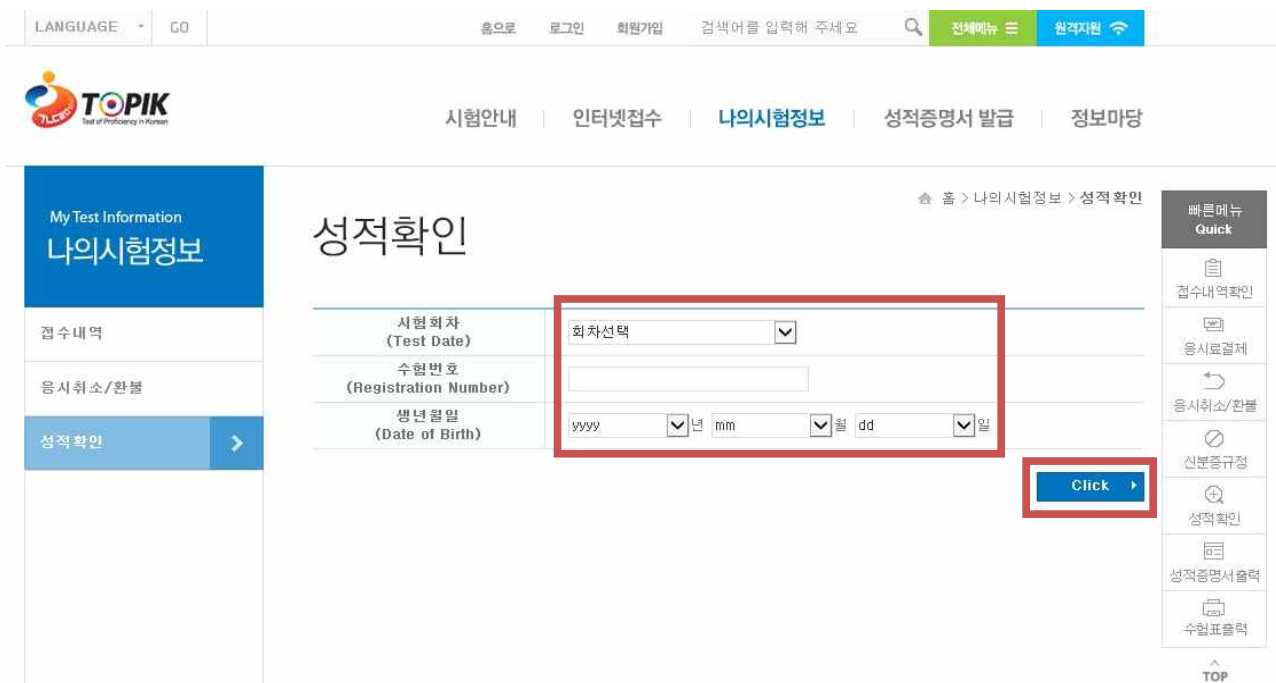 LANGUAGE GO 홈으로 로그인 회원가입 검색어를 입력해 주세요 전체메뉴 원격지원
TOPIK
Test of Proficiency in Korean
시험안내 인터넷접수 나의시험정보 성적증명서 발급 정보마당
My Test Information
나의시험정보
접수내역
응시취소/환불
성적확인
홈 > 나의시험정보 > 성적확인
성적확인
시험회차
(Test Date)
회차선택
수험번호
(Registration Number)
생년월일
(Date of Birth)
yyyy 년 mm 월 dd 일
Click
빠른메뉴
Quick
접수내역확인
응시료결제
응시취소/환불
신분증규정
성적확인
성적증명서출력
수험표출력
TOP